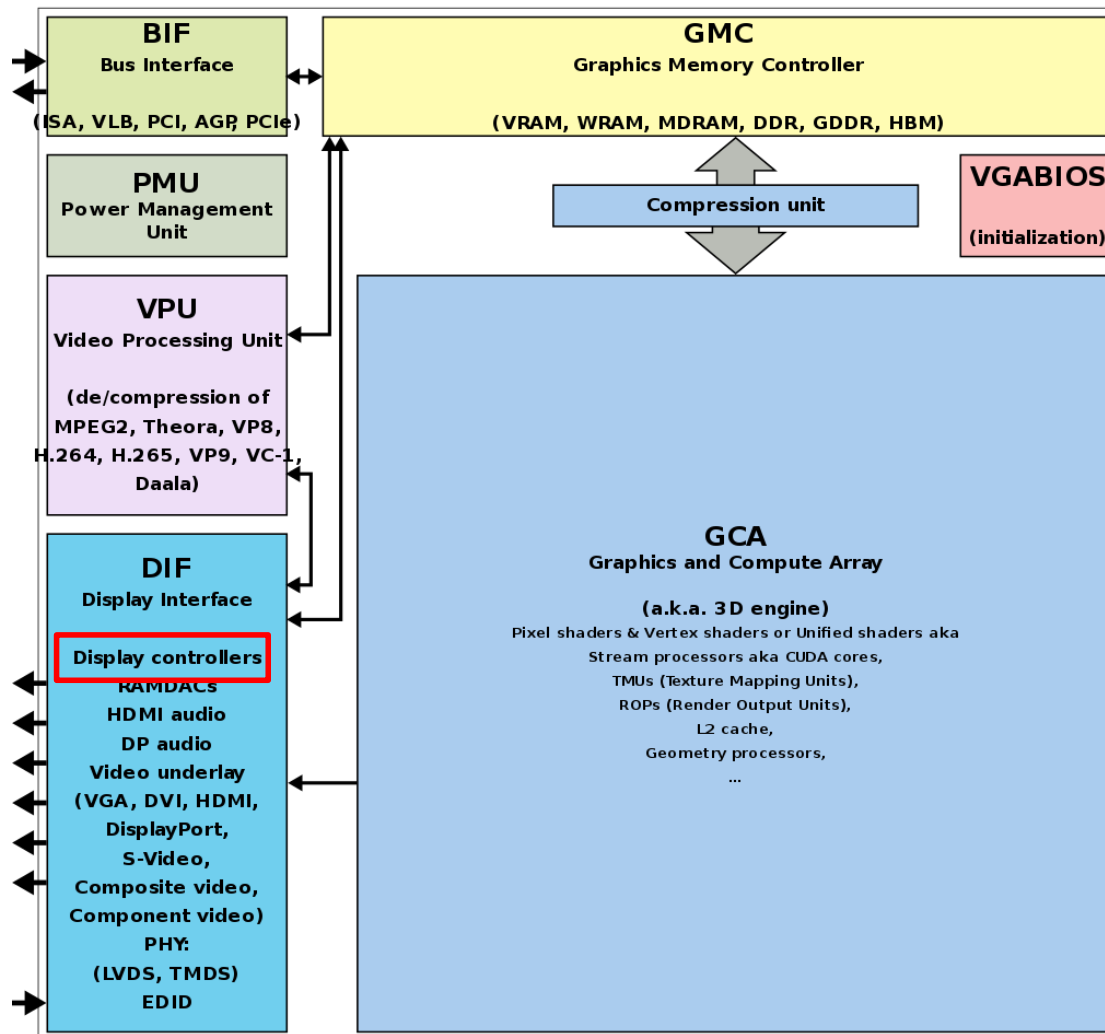 BIF
Bus Interface
(ISA, VLB, PCI, AGP, PCIe)
GMC
Graphics Memory Controller
(VRAM, WRAM, MDRAM, DDR, GDDR, HBM)
PMU
Power Management
Unit
Compression unit
VGABIOS
(initialization)
VPU
Video Processing Unit
(de/compression of
MPEG2, Theora, VP8,
H.264, H.265, VP9, VC-1,
Daala)
DIF
Display Interface
Display controllers
RAMDACs
HDMI audio
DP audio
Video underlay
(VGA, DVI, HDMI,
DisplayPort,
S-Video,
Composite video,
Component video)
PHY:
(LVDS, TMDS)
EDID
GCA
Graphics and Compute Array
(a.k.a. 3D engine)
Pixel shaders & Vertex shaders or Unified shaders aka
Stream processors aka CUDA cores,
TMUs (Texture Mapping Units),
ROPs (Render Output Units),
L2 cache,
Geometry processors,
...